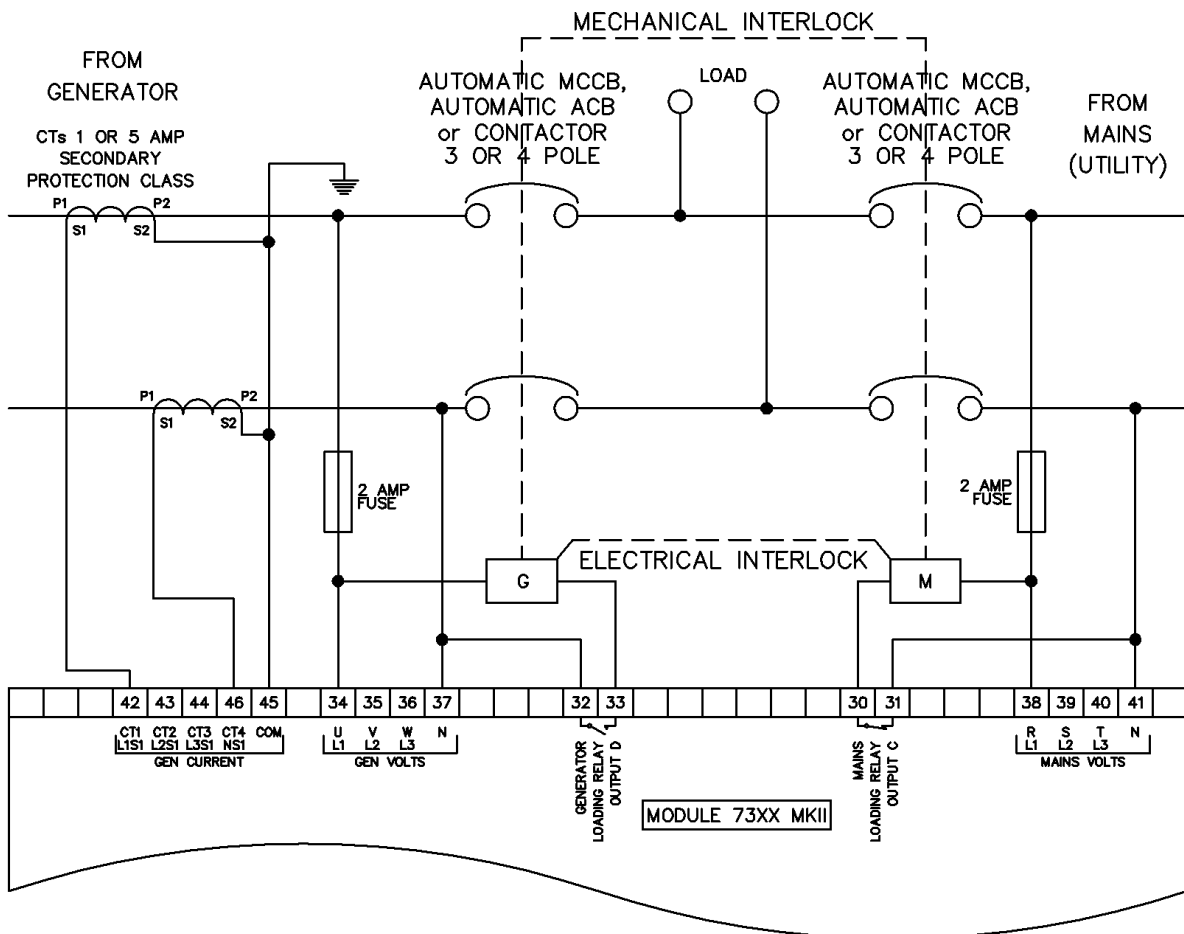 MECHANICAL INTERLOCK
FROM
GENERATOR
CTs 1 OR 5 AMP
SECONDARY
PROTECTION CLASS
AUTOMATIC MCCB,
AUTOMATIC ACB
or CONTACTOR
3 OR 4 POLE
LOAD
AUTOMATIC MCCB,
AUTOMATIC ACB
or CONTACTOR
3 OR 4 POLE
FROM
MAINS
(UTILITY)
P1 P2
S1 S2
P1 P2
S1 S2
2 AMP
FUSE
2 AMP
FUSE
ELECTRICAL INTERLOCK
G
M
42 43 44 46 45 34 35 36 37 32 33 30 31 38 39 40 41
CT1 CT2 CT3 CT4 COM
L1S1 L2S1 L3S1 NS1
GEN CURRENT
U V W N
L1 L2 L3
GEN VOLTS
GENERATOR
LOADING RELAY
OUTPUT D
MODULE 73XX MKII
MAINS
LOADING RELAY
OUTPUT C
R S T N
L1 L2 L3
MAINS VOLTS